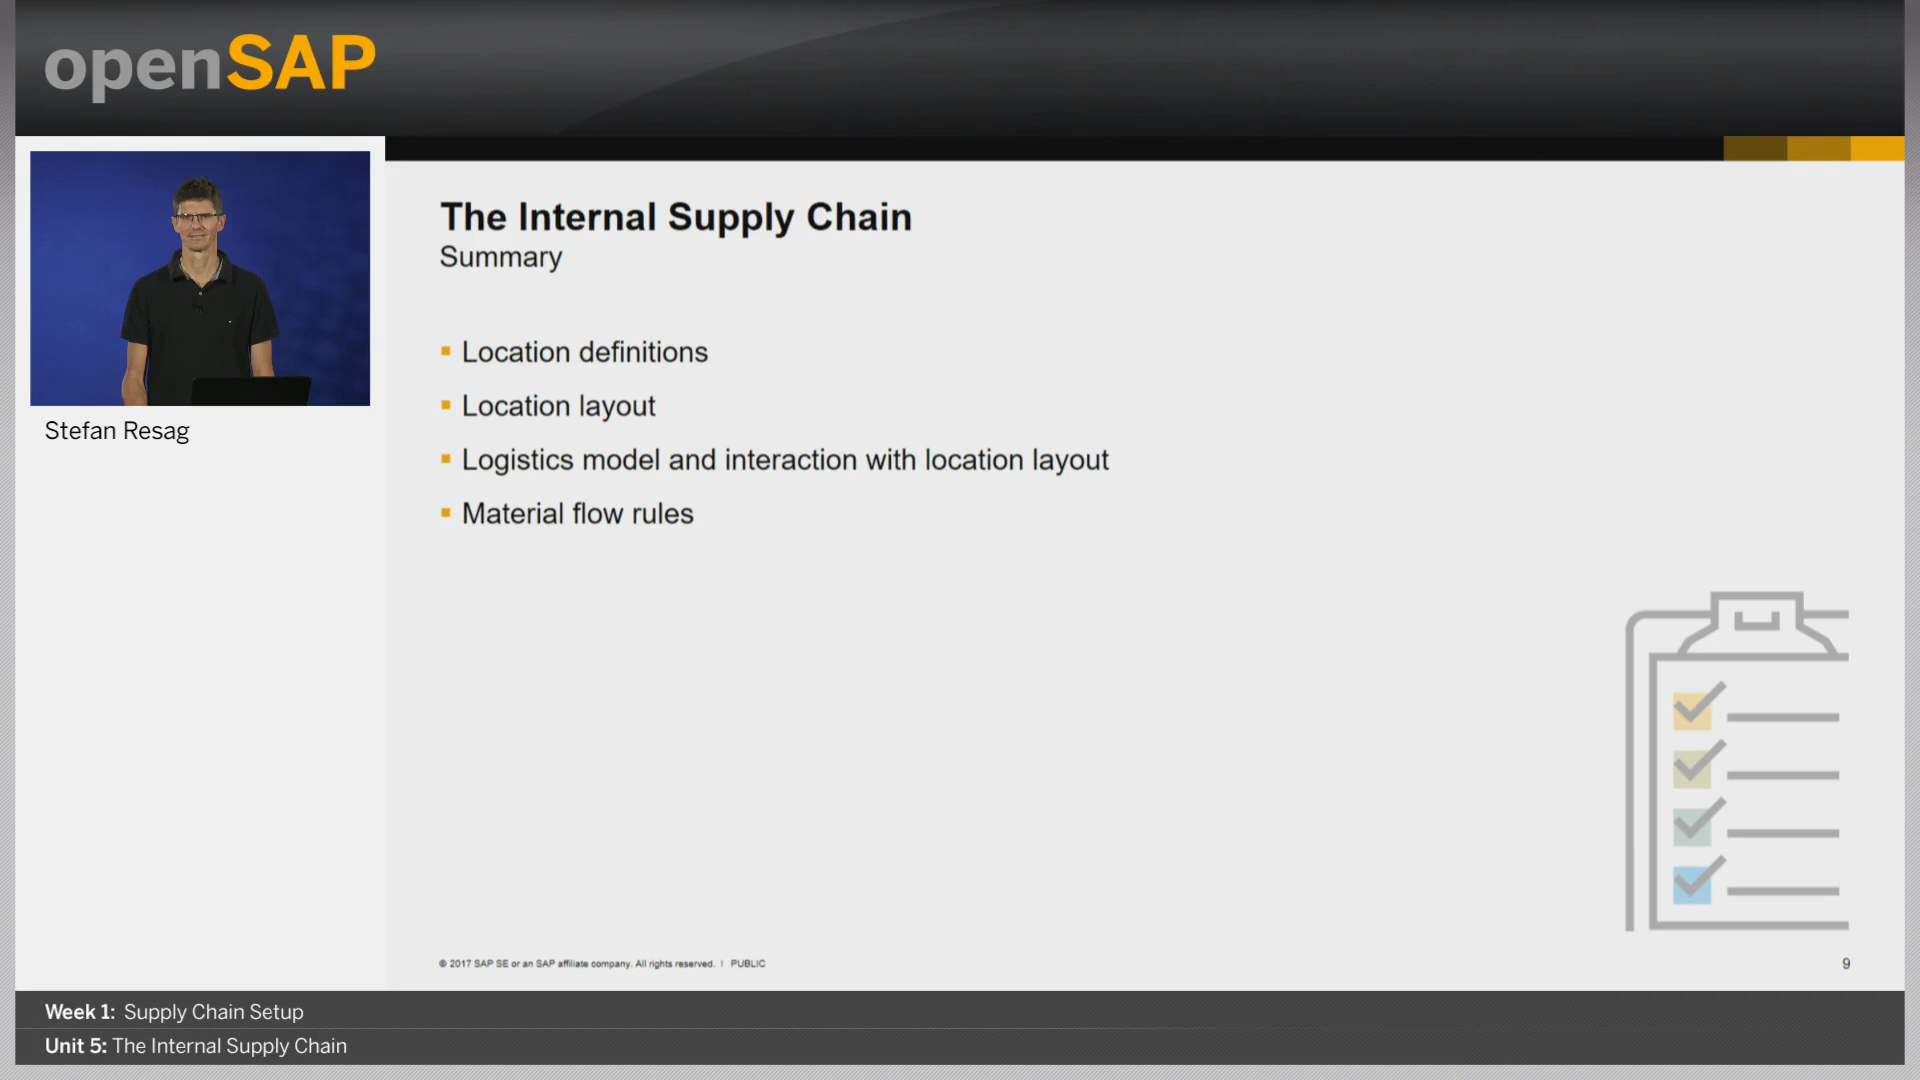 openSAP
The Internal Supply Chain
Summary
Stefan Resag
▪ Location definitions
▪ Location layout
▪ Logistics model and interaction with location layout
▪ Material flow rules
© 2017 SAP SE or an SAP affiliate company. All rights reserved. | PUBLIC
9
Week 1: Supply Chain Setup
Unit 5: The Internal Supply Chain